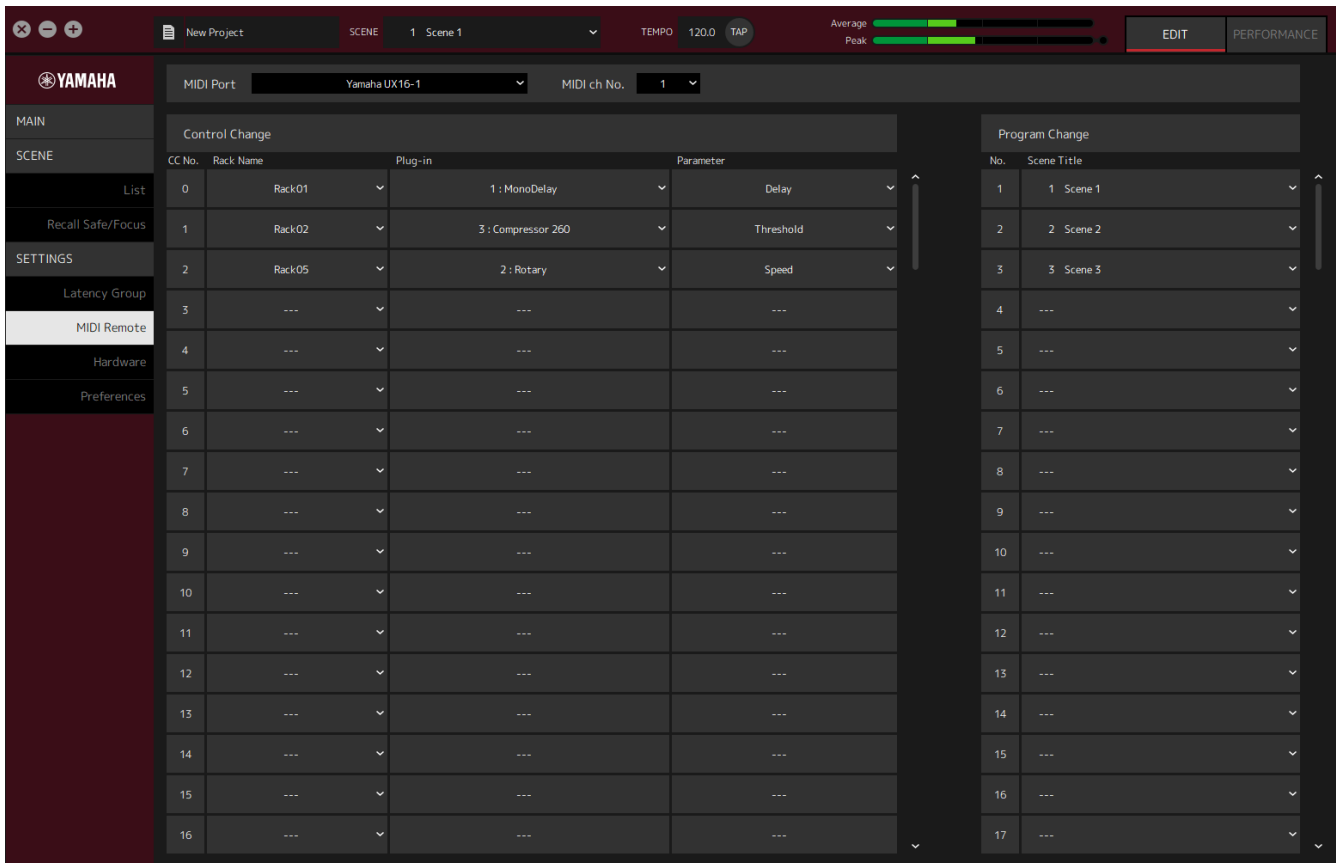 New Project SCENE 1 Scene 1 TEMPO 120.0 TAP Average Peak EDIT PERFORMANCE
YAMAHA
MAIN
SCENE
List
Recall Safe/Focus
SETTINGS
Latency Group
MIDI Remote
Hardware
Preferences
MIDI Port Yamaha UX16-1 MIDI ch No. 1
Control Change
CC No. Rack Name Plug-in Parameter
0 Rack01 1 : MonoDelay Delay
1 Rack02 3 : Compressor 260 Threshold
2 Rack05 2 : Rotary Speed
3 --- --- ---
4 --- --- ---
5 --- --- ---
6 --- --- ---
7 --- --- ---
8 --- --- ---
9 --- --- ---
10 --- --- ---
11 --- --- ---
12 --- --- ---
13 --- --- ---
14 --- --- ---
15 --- --- ---
16 --- --- ---
Program Change
No. Scene Title
1 1 Scene 1
2 2 Scene 2
3 3 Scene 3
4 ---
5 ---
6 ---
7 ---
8 ---
9 ---
10 ---
11 ---
12 ---
13 ---
14 ---
15 ---
16 ---
17 ---